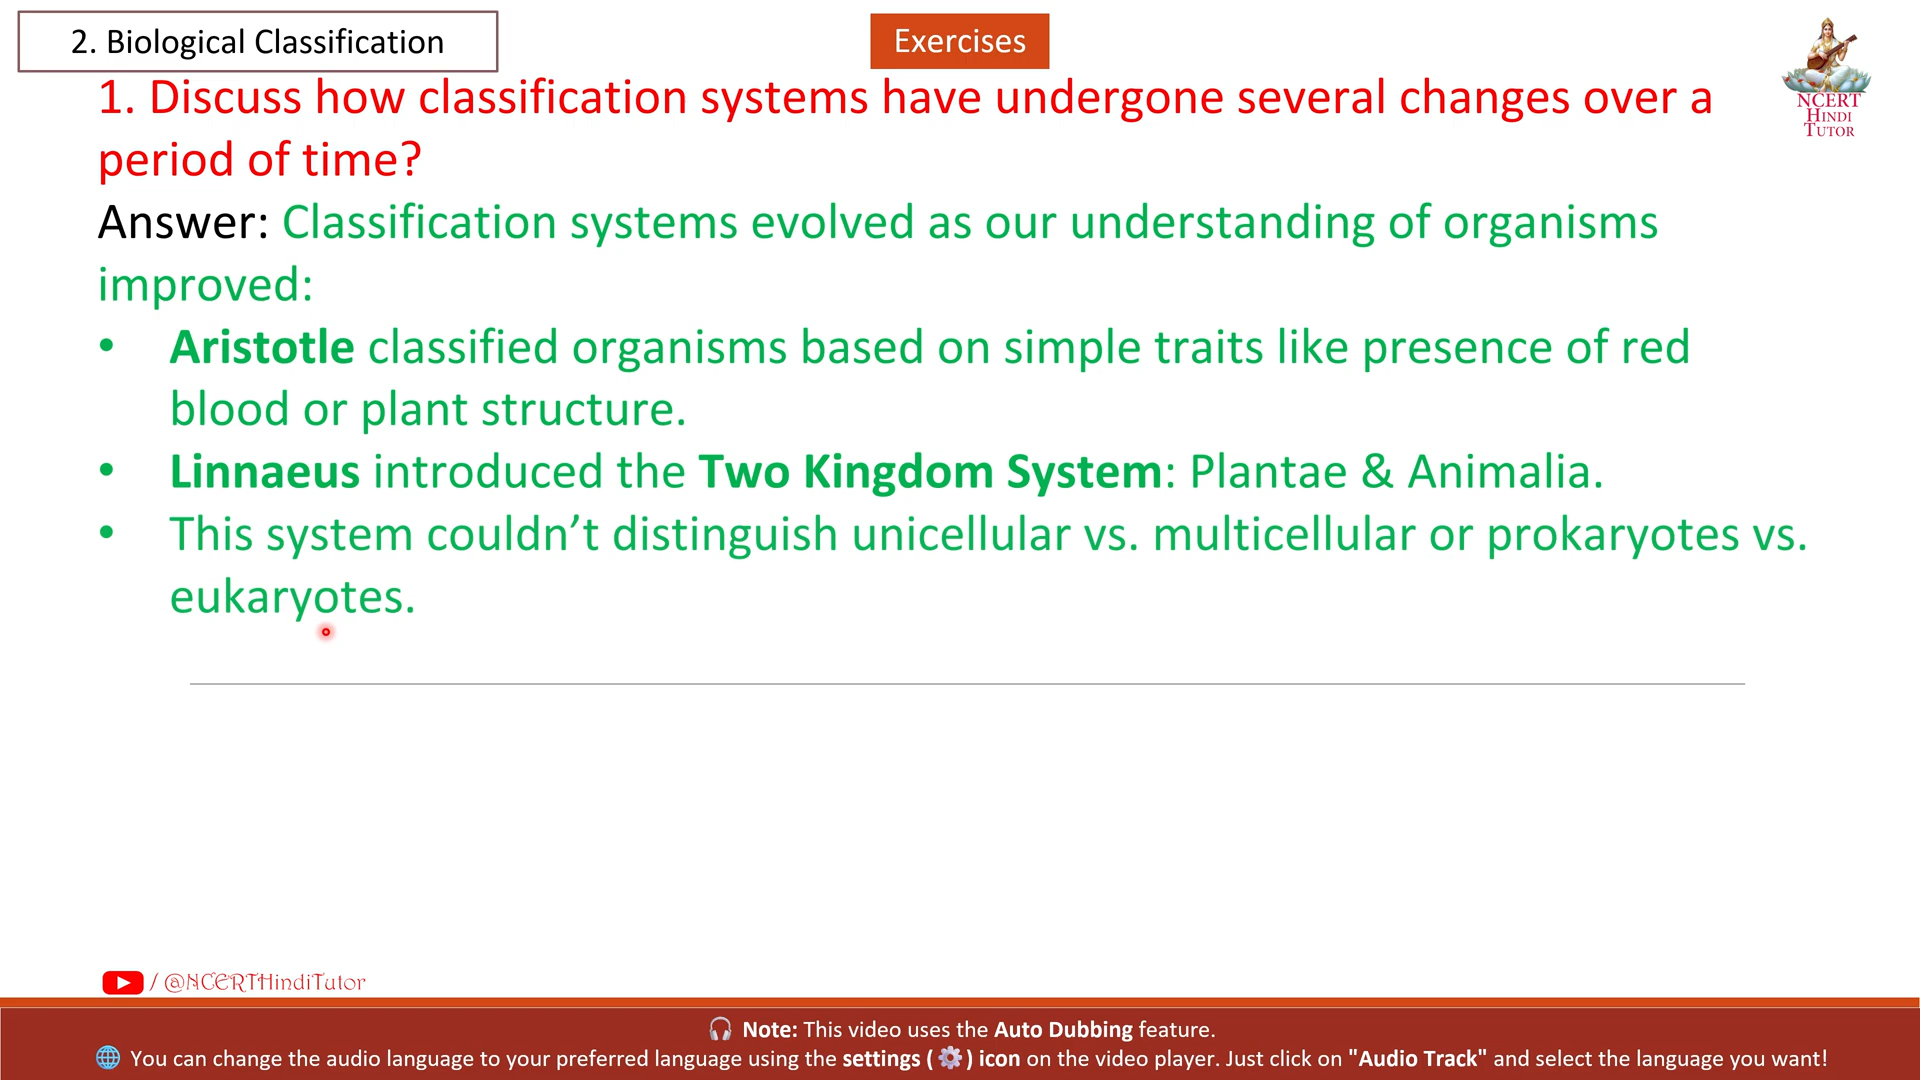 2. Biological Classification
Exercises
1. Discuss how classification systems have undergone several changes over a
period of time?
NCERT
HINDI
TUTOR
Answer: Classification systems evolved as our understanding of organisms
improved:
• Aristotle classified organisms based on simple traits like presence of red
blood or plant structure.
• Linnaeus introduced the Two Kingdom System: Plantae & Animalia.
• This system couldn’t distinguish unicellular vs. multicellular or prokaryotes vs.
eukaryotes.
/ @NCERTHindiTutor
🎧 Note: This video uses the Auto Dubbing feature.
🌐 You can change the audio language to your preferred language using the settings ( ⚙️ ) icon on the video player. Just click on "Audio Track" and select the language you want!